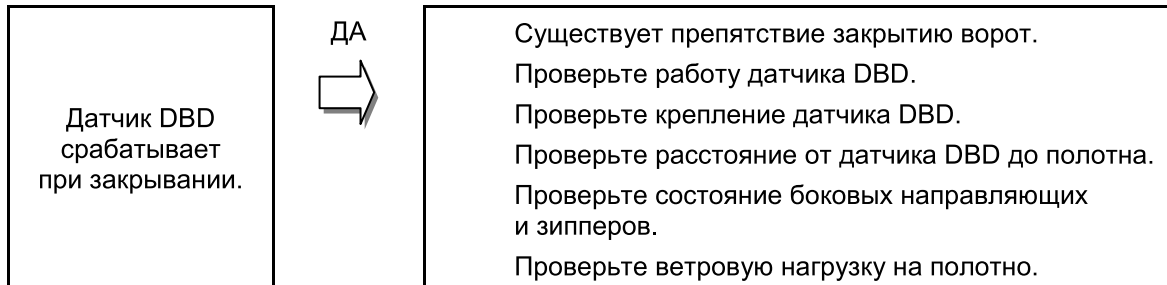 Датчик DBD
срабатывает
при закрывании.
ДА
Существует препятствие закрытию ворот.
Проверьте работу датчика DBD.
Проверьте крепление датчика DBD.
Проверьте расстояние от датчика DBD до полотна.
Проверьте состояние боковых направляющих
и зипперов.
Проверьте ветровую нагрузку на полотно.